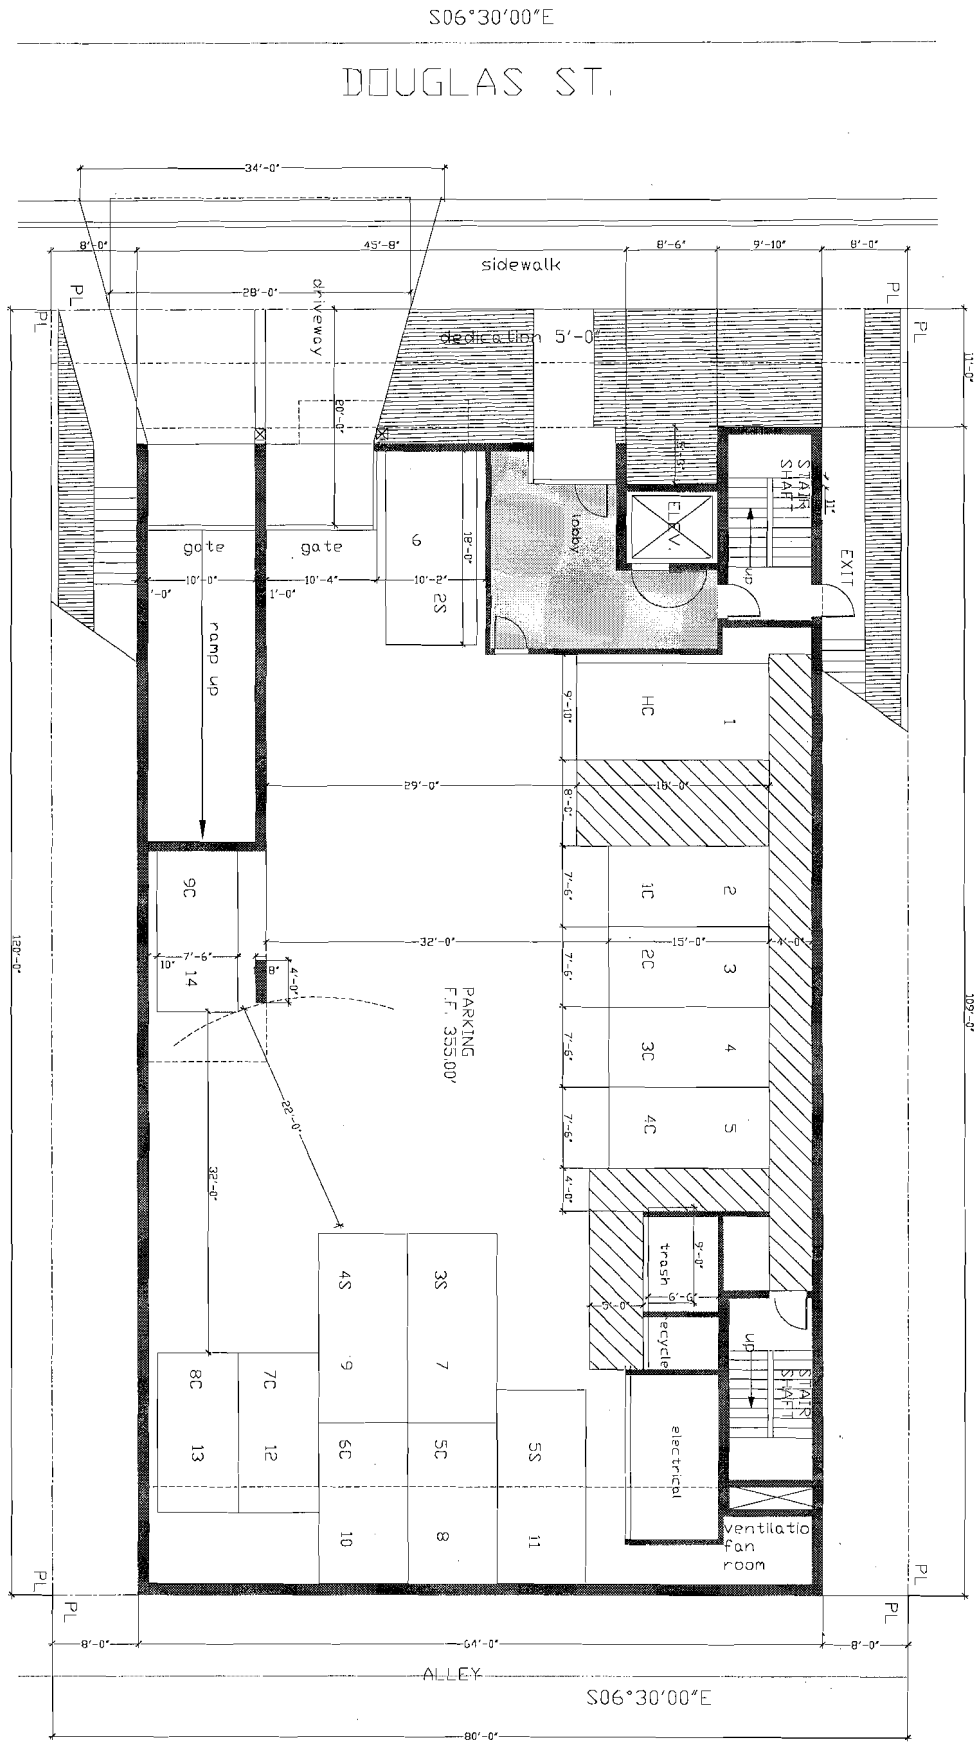 S06°30'00"E
DOUGLAS ST.
34'-0"
8'-0"
45'-8"
8'-6"
9'-10"
8'-0"
sidewalk
PL
PL
28'-0"
driveway
PL
PL
dedication 5'-0"
11'-0"
20'-0"
5'-5"
STAIR
SHAFT
11"
6
2S
18'-0"
lobby
ELEV.
up
EXIT
gate
gate
10'-0"
10'-4"
10'-2"
'-0"
1'-0"
ramp up
9'-10"
HC
1
29'-0"
18'-0"
8'-0"
9C
7'-6"
1C
2
120'-0"
32'-0"
15'-0"
4'-0"
10"
7'-6"
14
8"
4'-0"
7'-6"
2C
3
PARKING
F.F. 355.00'
109'-0"
7'-6"
3C
4
22'-0"
7'-6"
4C
5
32'-0"
4'-0"
4S
3S
trash
9'-0"
6'-6"
5'-0"
9
7
ecycle
up
STAIR
SHAFT
8C
7C
6C
5C
5S
13
12
electrical
10
8
11
ventilatio
fan
room
PL
PL
PL
PL
8'-0"
64'-0"
8'-0"
ALLEY
S06°30'00"E
80'-0"